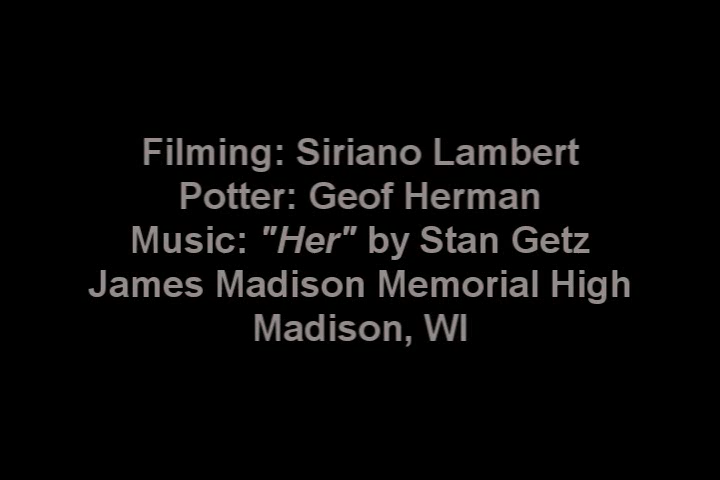 Filming: Siriano Lambert
Potter: Geof Herman
Music: "Her" by Stan Getz
James Madison Memorial High
Madison, WI